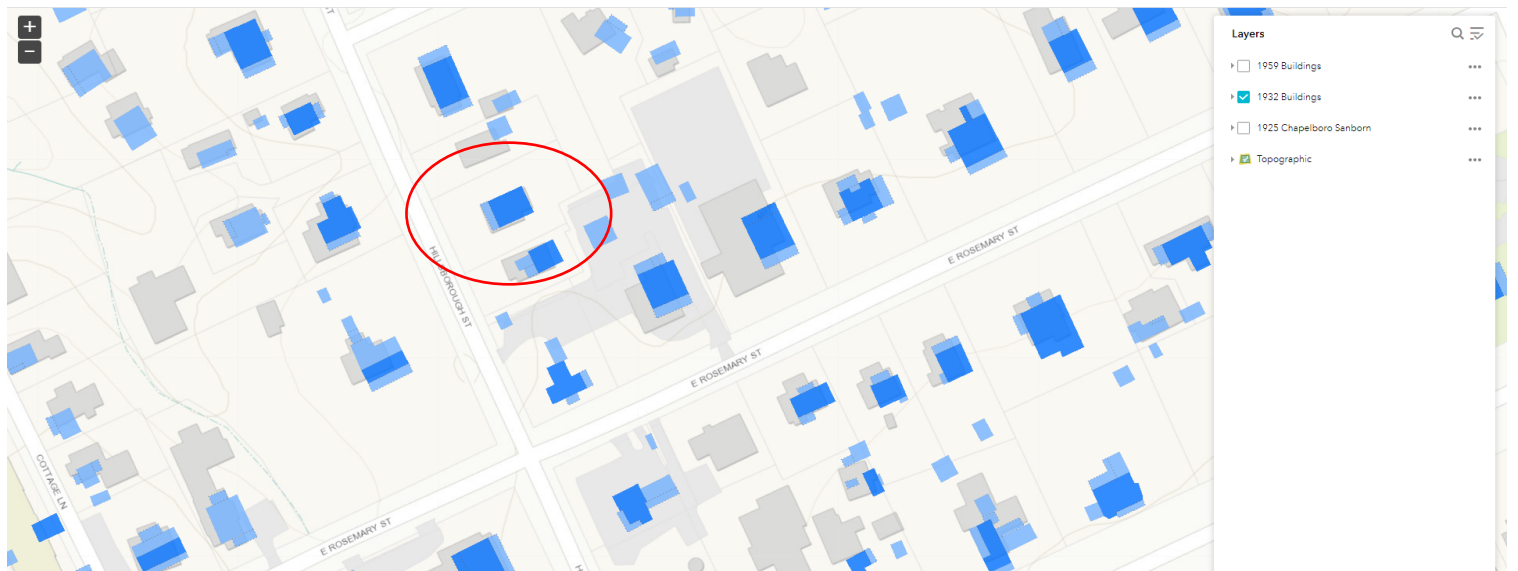 +
−
Layers
1959 Buildings
1932 Buildings
1925 Chapelboro Sanborn
Topographic
E ROSEMARY ST
HILLSBOROUGH ST
E ROSEMARY ST
COTTAGE LN
E ROSEMARY ST